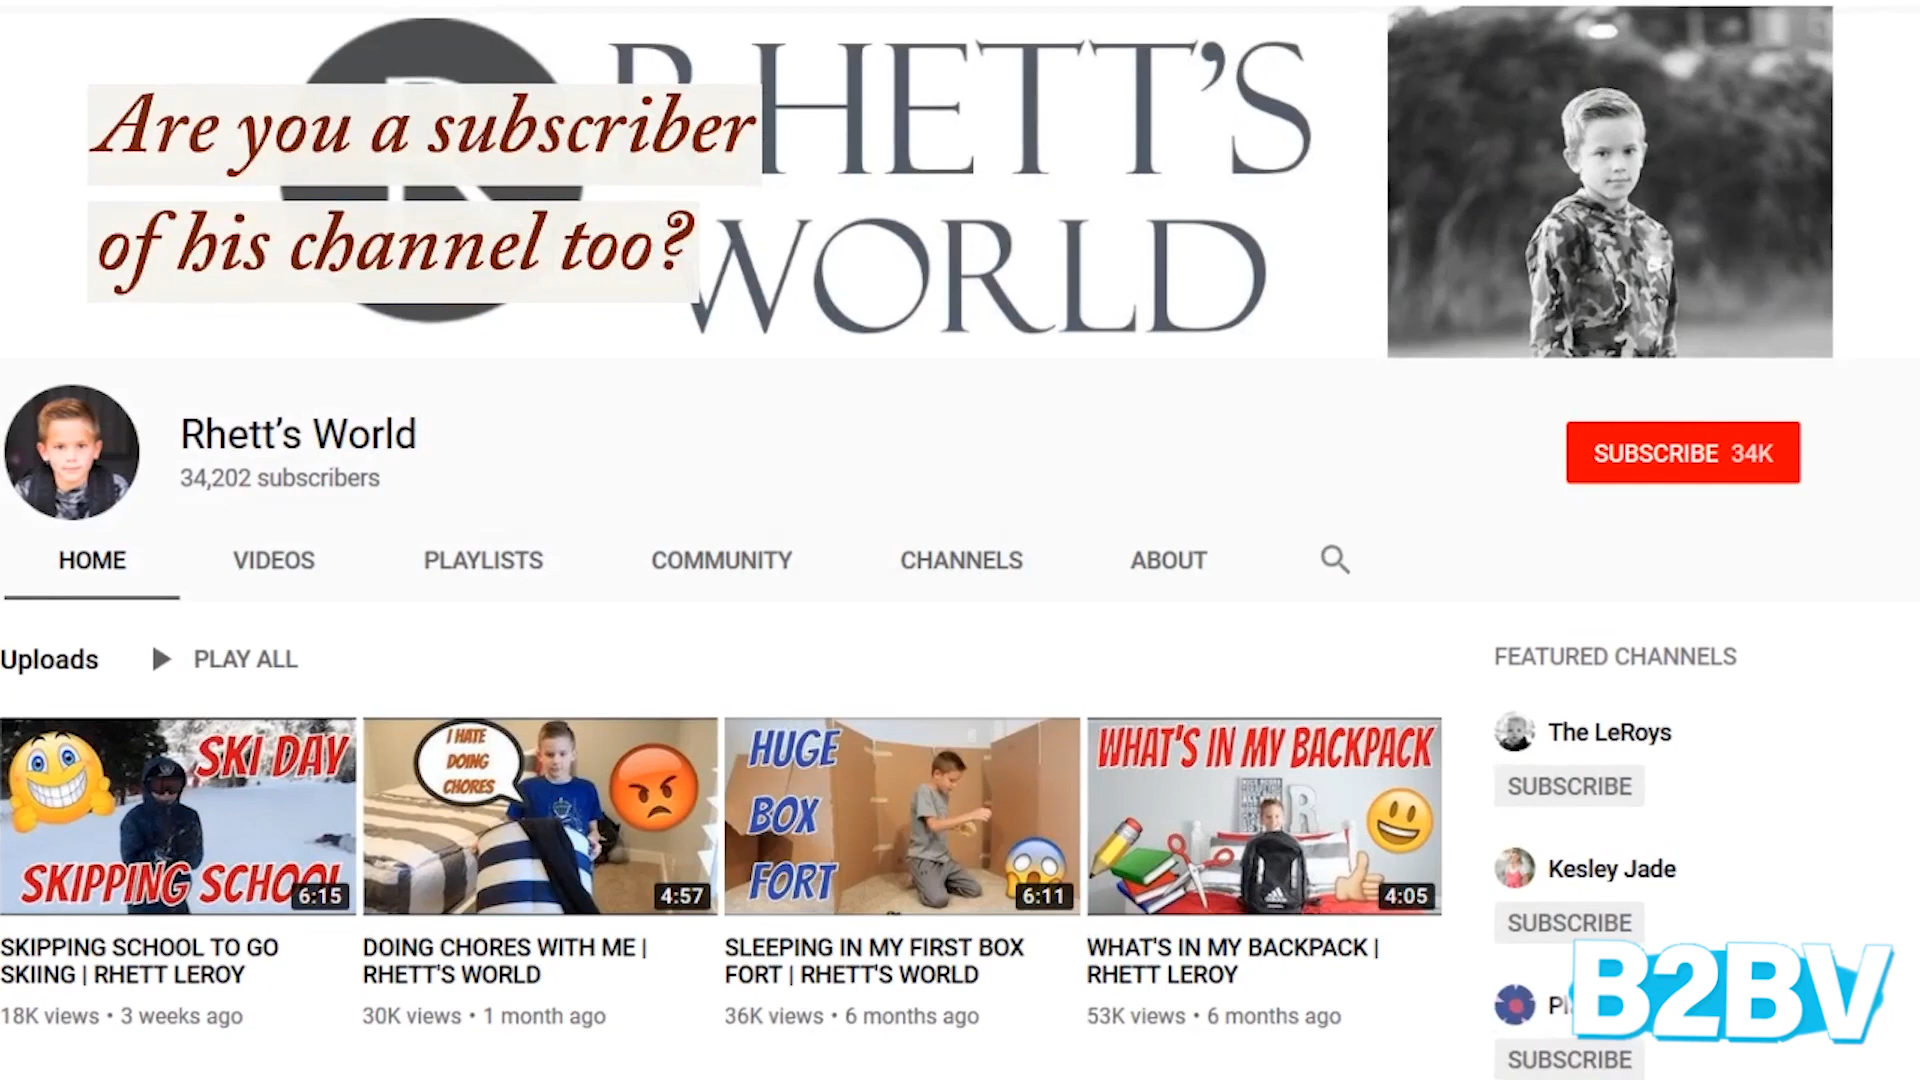 RHETT'S
WORLD
Are you a subscriber
of his channel too?
Rhett's World
34,202 subscribers
SUBSCRIBE 34K
HOME VIDEOS PLAYLISTS COMMUNITY CHANNELS ABOUT
Uploads PLAY ALL
FEATURED CHANNELS
SKI DAY
SKIPPING SCHOOL
6:15
I HATE
DOING
CHORES
4:57
HUGE
BOX
FORT
6:11
WHAT'S IN MY BACKPACK
R
adidas
4:05
SKIPPING SCHOOL TO GO
SKIING | RHETT LEROY
18K views • 3 weeks ago
DOING CHORES WITH ME |
RHETT'S WORLD
30K views • 1 month ago
SLEEPING IN MY FIRST BOX
FORT | RHETT'S WORLD
36K views • 6 months ago
WHAT'S IN MY BACKPACK |
RHETT LEROY
53K views • 6 months ago
The LeRoys
SUBSCRIBE
Kesley Jade
SUBSCRIBE
B2BV
SUBSCRIBE